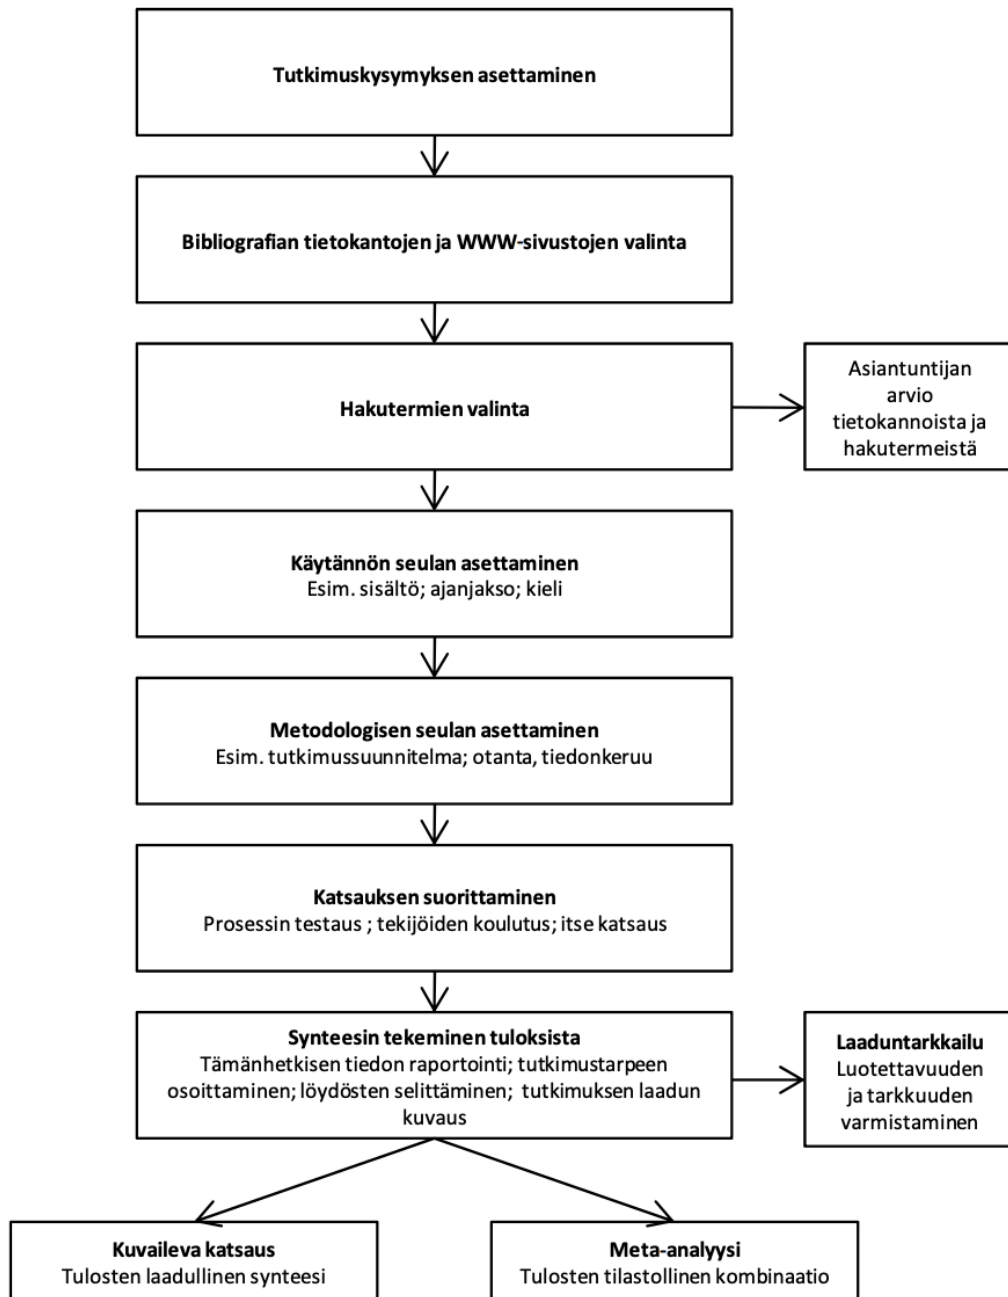 Tutkimuskysymyksen asettaminen
Bibliografian tietokantojen ja WWW-sivustojen valinta
Hakutermien valinta
Asiantuntijan
arvio
tietokannoista ja
hakutermeistä
Käytännön seulan asettaminen
Esim. sisältö; ajanjakso; kieli
Metodologisen seulan asettaminen
Esim. tutkimussuunnitelma; otanta, tiedonkeruu
Katsauksen suorittaminen
Prosessin testaus ; tekijöiden koulutus; itse katsaus
Synteesin tekeminen tuloksista
Tämänhetkisen tiedon raportointi; tutkimustarpeen
osoittaminen; löydösten selittäminen;  tutkimuksen laadun
kuvaus
Laaduntarkkailu
Luotettavuuden
ja tarkkuuden
varmistaminen
Kuvaileva katsaus
Tulosten laadullinen synteesi
Meta-analyysi
Tulosten tilastollinen kombinaatio